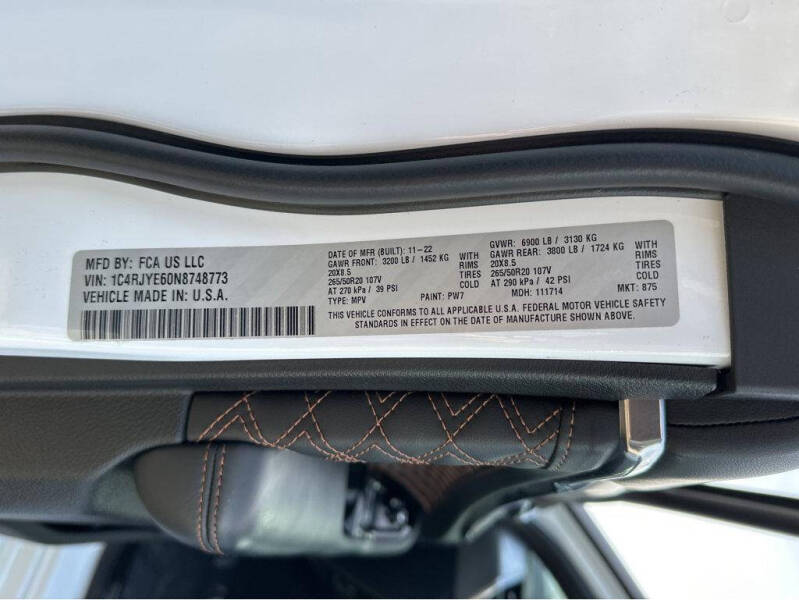 MFD BY: FCA US LLC
VIN: 1C4RJYE60N8748773
VEHICLE MADE IN U.S.A.
DATE OF MFR (BUILT): 11-22
GAWR FRONT: 3200 LB / 1452 KG WITH
20X8.5 RIMS
265/50R20 107V TIRES
AT 270 kPa / 39 PSI COLD
TYPE: MPV PAINT: PW7
GVWR: 6900 LB / 3130 KG
GAWR REAR: 3800 LB / 1724 KG WITH
20X8.5 RIMS
265/50R20 107V TIRES
AT 290 kPa / 42 PSI COLD
MDH: 111714 MKT: 875
THIS VEHICLE CONFORMS TO ALL APPLICABLE U.S.A. FEDERAL MOTOR VEHICLE SAFETY
STANDARDS IN EFFECT ON THE DATE OF MANUFACTURE SHOWN ABOVE.